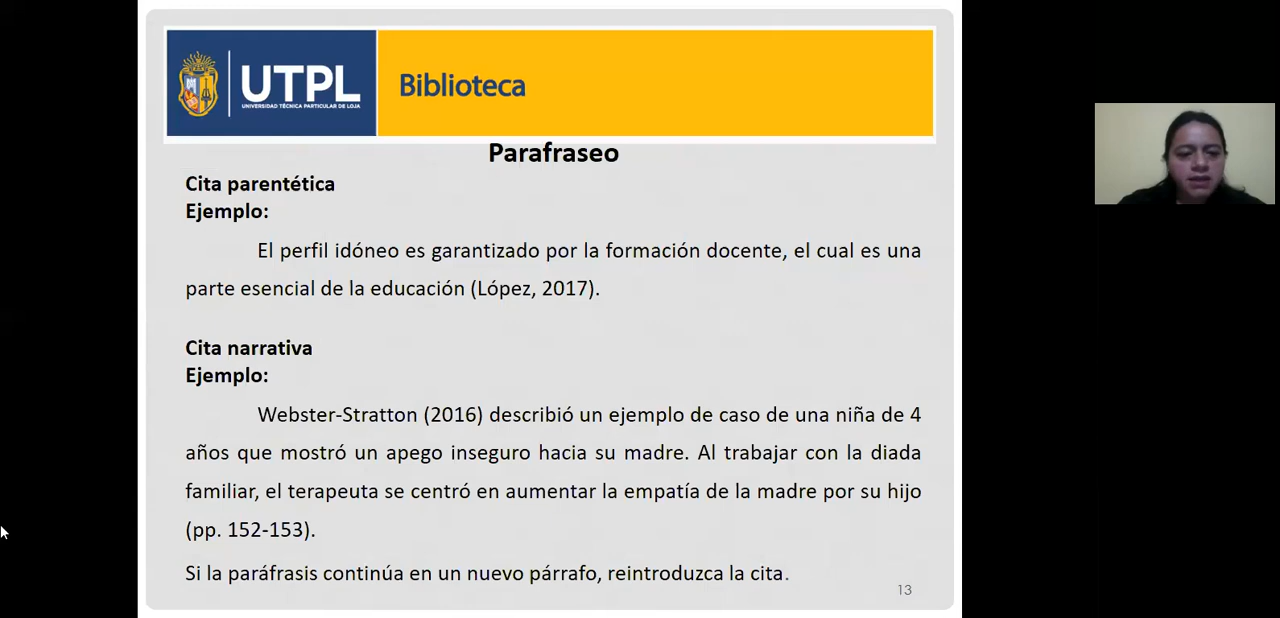 UTPL
UNIVERSIDAD TÉCNICA PARTICULAR DE LOJA
Biblioteca
Parafraseo
Cita parentética
Ejemplo:
El perfil idóneo es garantizado por la formación docente, el cual es una
parte esencial de la educación (López, 2017).
Cita narrativa
Ejemplo:
Webster-Stratton (2016) describió un ejemplo de caso de una niña de 4
años que mostró un apego inseguro hacia su madre. Al trabajar con la diada
familiar, el terapeuta se centró en aumentar la empatía de la madre por su hijo
(pp. 152-153).
Si la paráfrasis continúa en un nuevo párrafo, reintroduzca la cita.
13